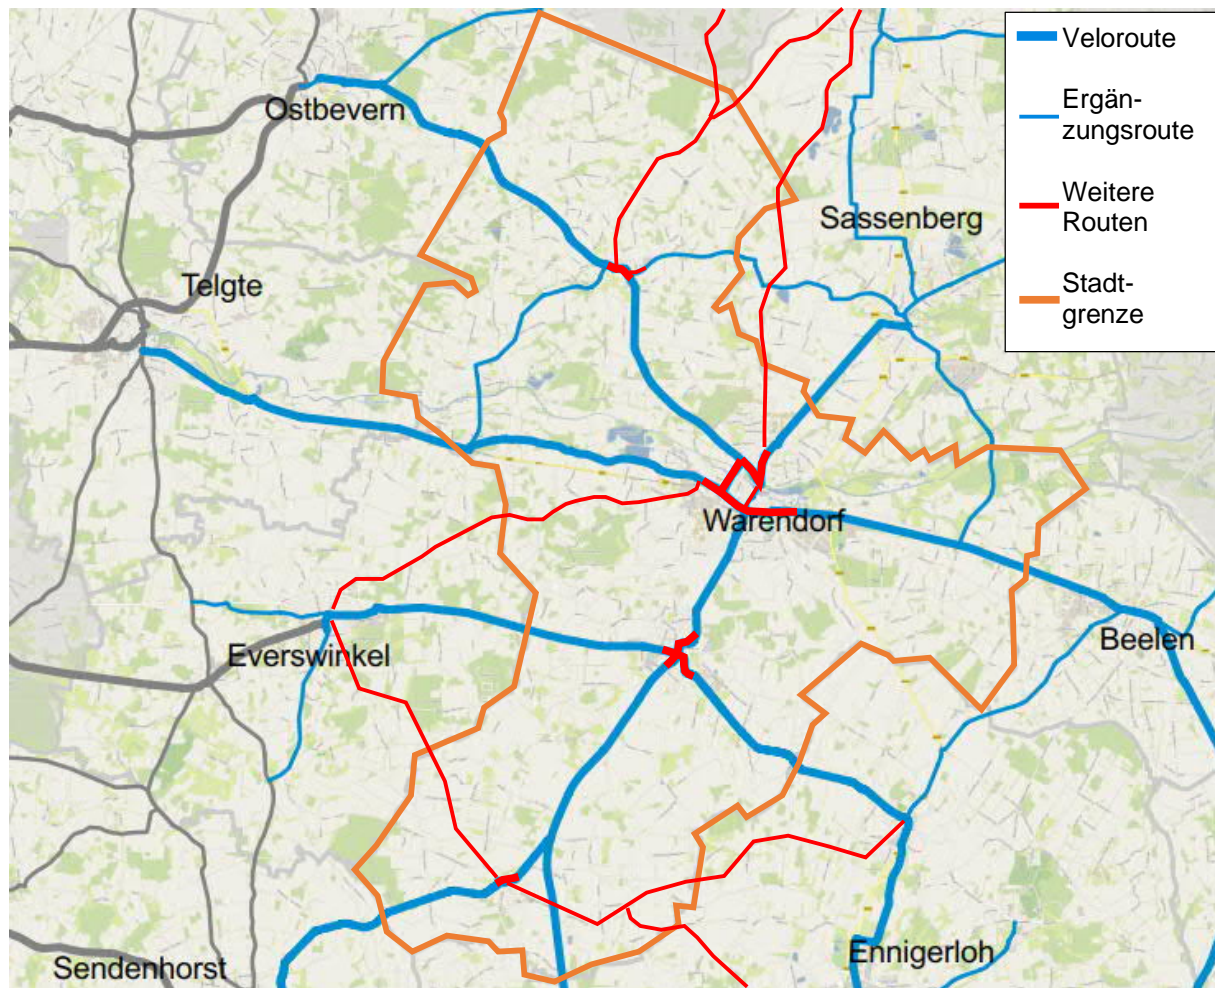 Veloroute
Ergän-
zungsroute
Weitere
Routen
Stadt-
grenze
Ostbevern
Sassenberg
Telgte
Warendorf
Everswinkel
Beelen
Ennigerloh
Sendenhorst